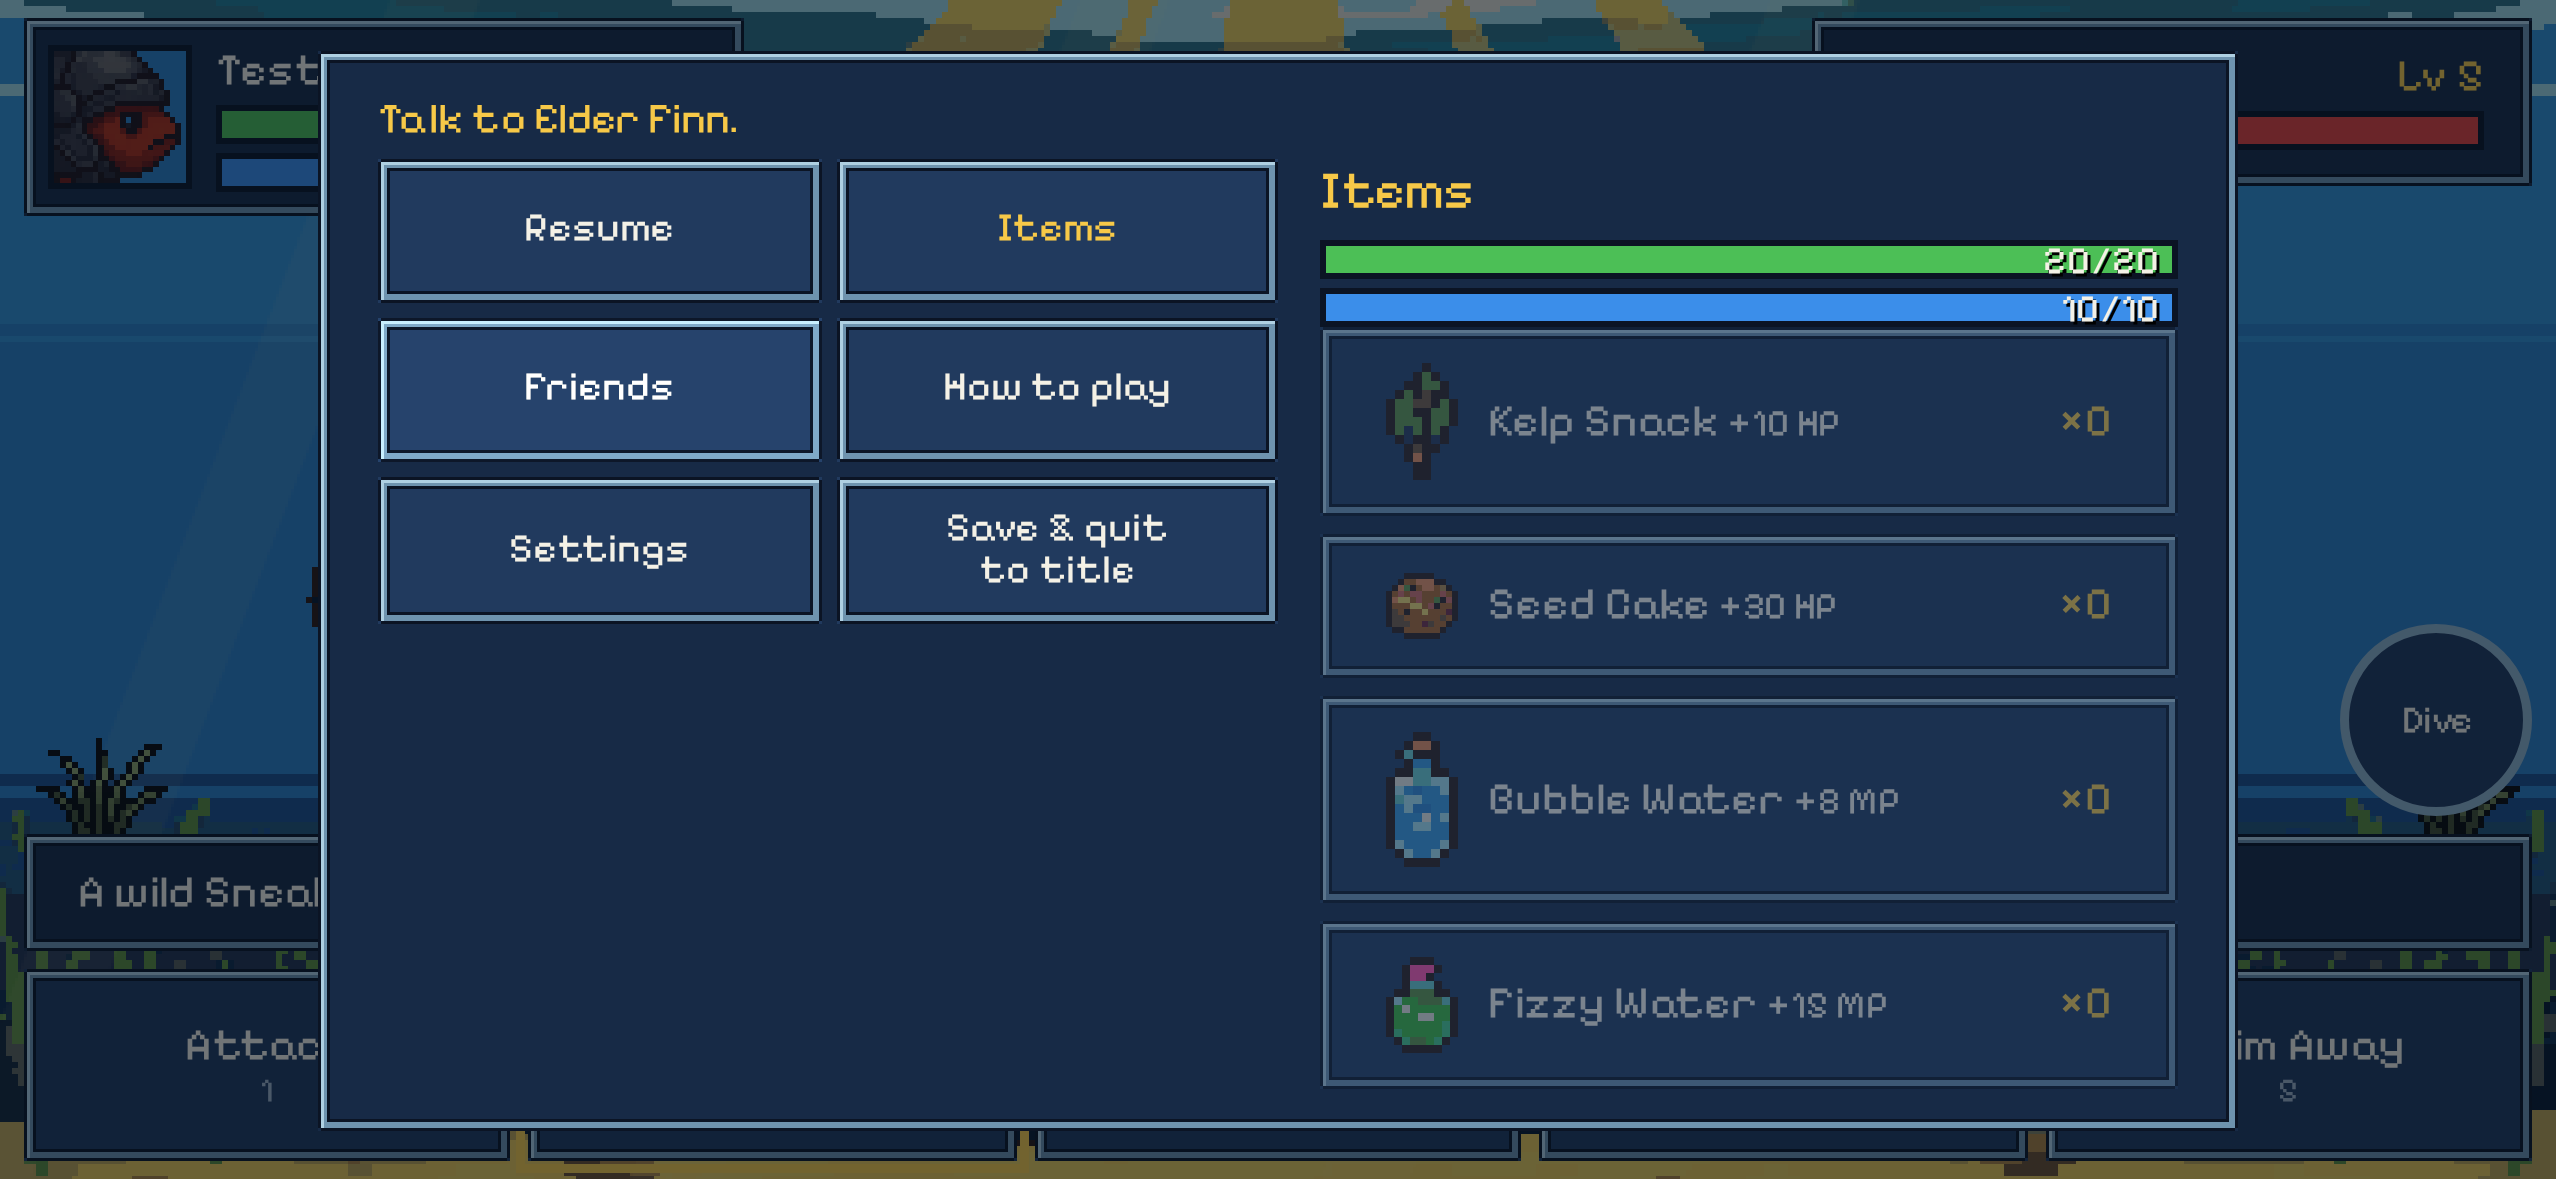 Test
Lv 8
Talk to Elder Finn.
Resume
Items
Friends
How to play
Settings
Save & quit
to title
Items
20/20
10/10
Kelp Snack +10 HP
×0
Seed Cake +30 HP
×0
Bubble Water +8 MP
×0
Fizzy Water +18 MP
×0
Dive
A wild Sneak
Attac
1
im Away